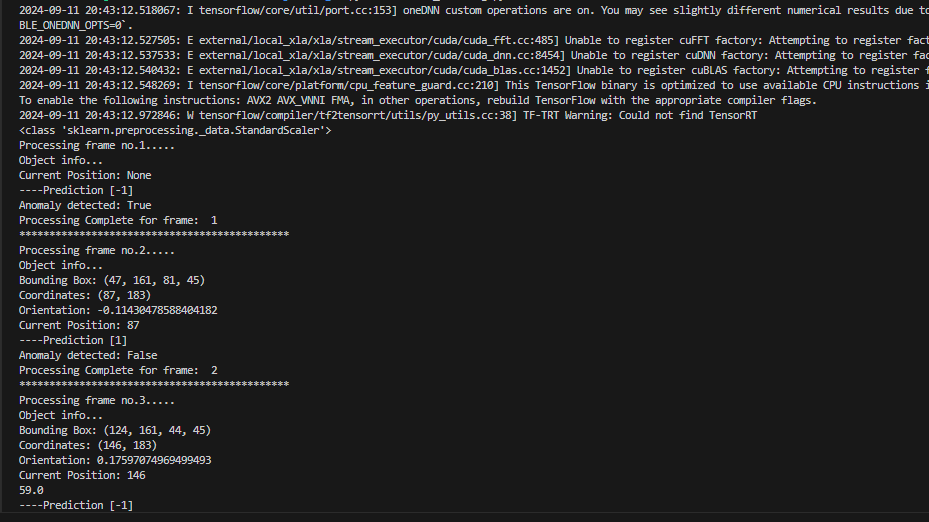 2024-09-11 20:43:12.518067: I tensorflow/core/util/port.cc:153] oneDNN custom operations are on. You may see slightly different numerical results due to
BLE_ONEDNN_OPTS=0`.
2024-09-11 20:43:12.527505: E external/local_xla/xla/stream_executor/cuda/cuda_fft.cc:485] Unable to register cuFFT factory: Attempting to register fact
2024-09-11 20:43:12.537533: E external/local_xla/xla/stream_executor/cuda/cuda_dnn.cc:8454] Unable to register cuDNN factory: Attempting to register fac
2024-09-11 20:43:12.540432: E external/local_xla/xla/stream_executor/cuda/cuda_blas.cc:1452] Unable to register cuBLAS factory: Attempting to register f
2024-09-11 20:43:12.548269: I tensorflow/core/platform/cpu_feature_guard.cc:210] This TensorFlow binary is optimized to use available CPU instructions i
To enable the following instructions: AVX2 AVX_VNNI FMA, in other operations, rebuild TensorFlow with the appropriate compiler flags.
2024-09-11 20:43:12.972846: W tensorflow/compiler/tf2tensorrt/utils/py_utils.cc:38] TF-TRT Warning: Could not find TensorRT
<class 'sklearn.preprocessing._data.StandardScaler'>
Processing frame no.1.....
Object info...
Current Position: None
----Prediction [-1]
Anomaly detected: True
Processing Complete for frame:  1
*********************************************
Processing frame no.2.....
Object info...
Bounding Box: (47, 161, 81, 45)
Coordinates: (87, 183)
Orientation: -0.11430478588404182
Current Position: 87
----Prediction [1]
Anomaly detected: False
Processing Complete for frame:  2
*********************************************
Processing frame no.3.....
Object info...
Bounding Box: (124, 161, 44, 45)
Coordinates: (146, 183)
Orientation: 0.17597074969499493
Current Position: 146
59.0
----Prediction [-1]